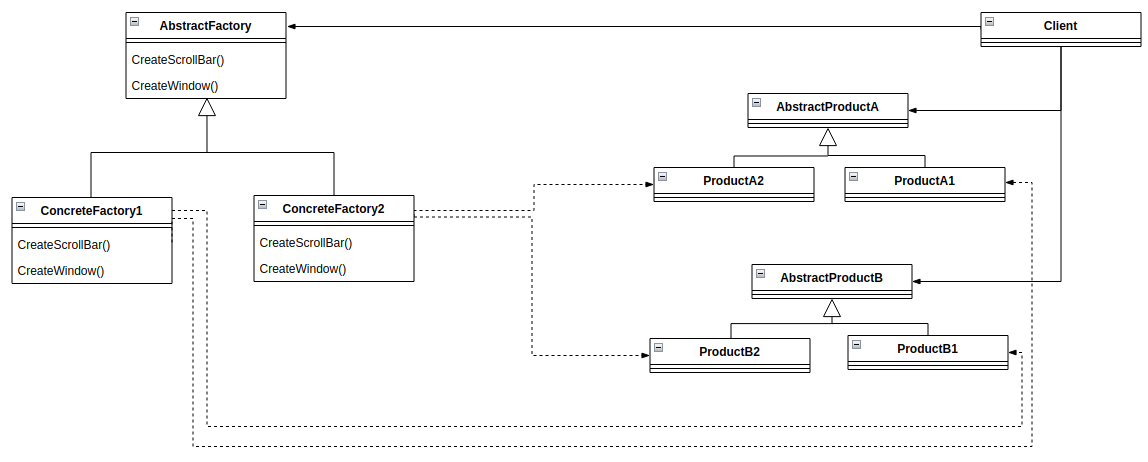 AbstractFactory
CreateScrollBar()
CreateWindow()
Client
AbstractProductA
ProductA2
ProductA1
ConcreteFactory1
CreateScrollBar()
CreateWindow()
ConcreteFactory2
CreateScrollBar()
CreateWindow()
AbstractProductB
ProductB2
ProductB1